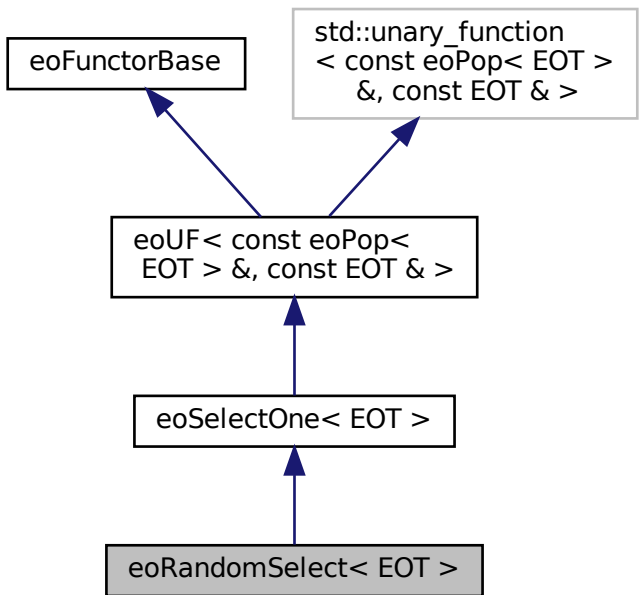 eoFunctorBase
std::unary_function
< const eoPop< EOT >
&, const EOT & >
eoUF< const eoPop<
EOT > &, const EOT & >
eoSelectOne< EOT >
eoRandomSelect< EOT >